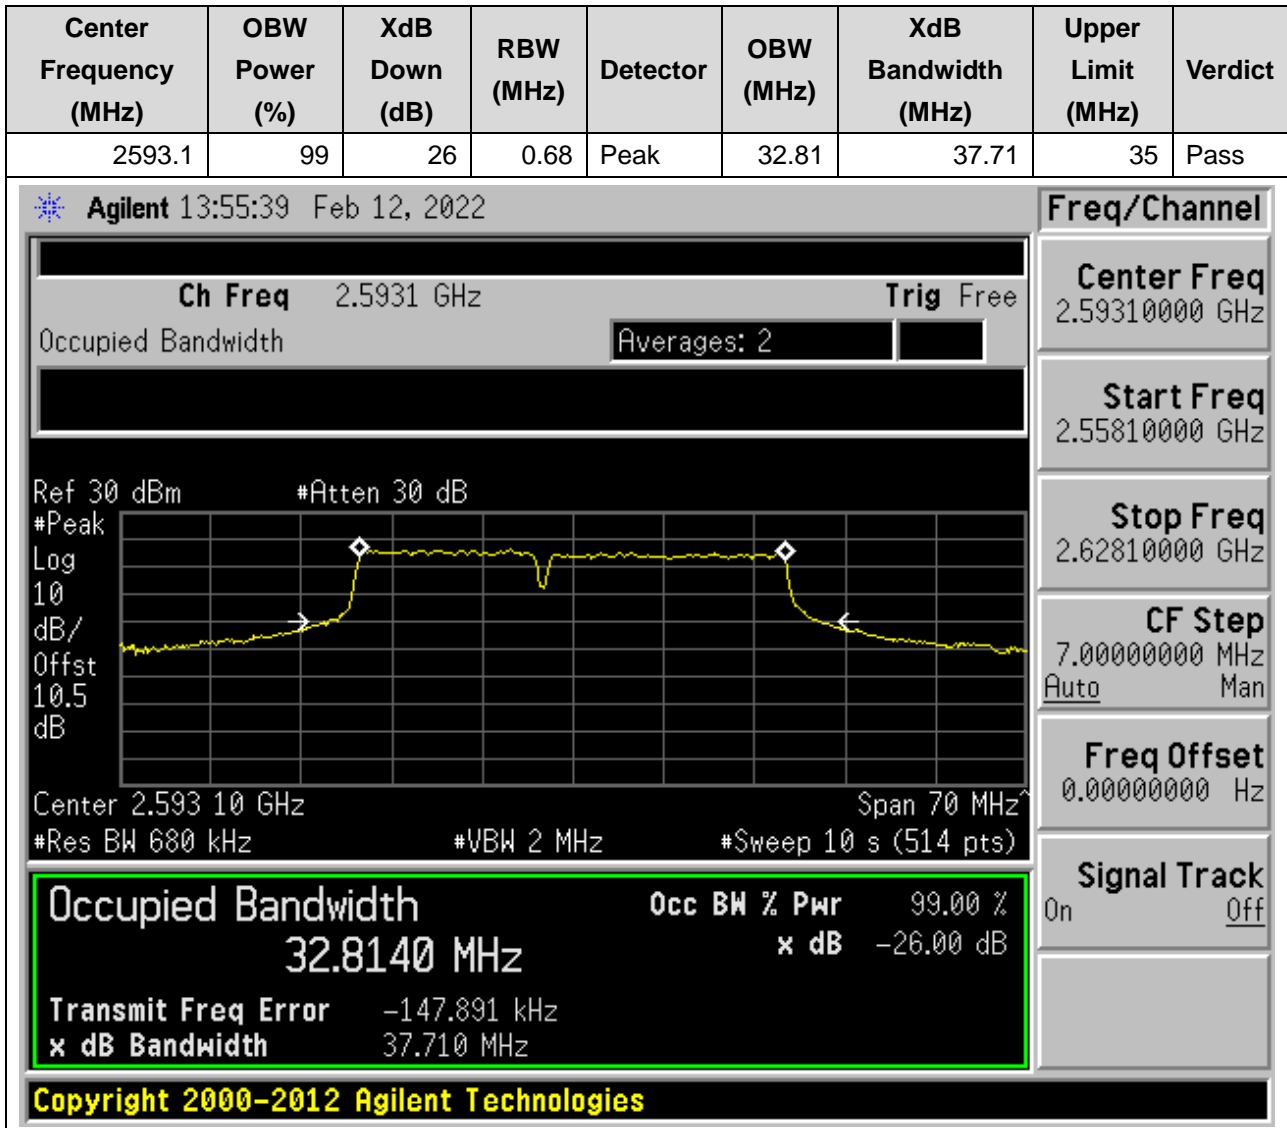 Center Frequency (MHz) OBW Power (%) XdB Down (dB) RBW (MHz) Detector OBW (MHz) XdB Bandwidth (MHz) Upper Limit (MHz) Verdict
2593.1 99 26 0.68 Peak 32.81 37.71 35 Pass
Agilent 13:55:39 Feb 12, 2022
Freq/Channel
Ch Freq 2.5931 GHz Trig Free
Occupied Bandwidth Averages: 2
Ref 30 dBm #Atten 30 dB
#Peak
Log
10
dB/
Offst
10.5
dB
Center 2.593 10 GHz Span 70 MHz^
#Res BW 680 kHz #VBW 2 MHz #Sweep 10 s (514 pts)
Occupied Bandwidth Occ BW % Pwr 99.00 %
32.8140 MHz x dB -26.00 dB
Transmit Freq Error -147.891 kHz
x dB Bandwidth 37.710 MHz
Center Freq
2.59310000 GHz
Start Freq
2.55810000 GHz
Stop Freq
2.62810000 GHz
CF Step
7.00000000 MHz
Auto Man
Freq Offset
0.00000000 Hz
Signal Track
On Off
Copyright 2000-2012 Agilent Technologies